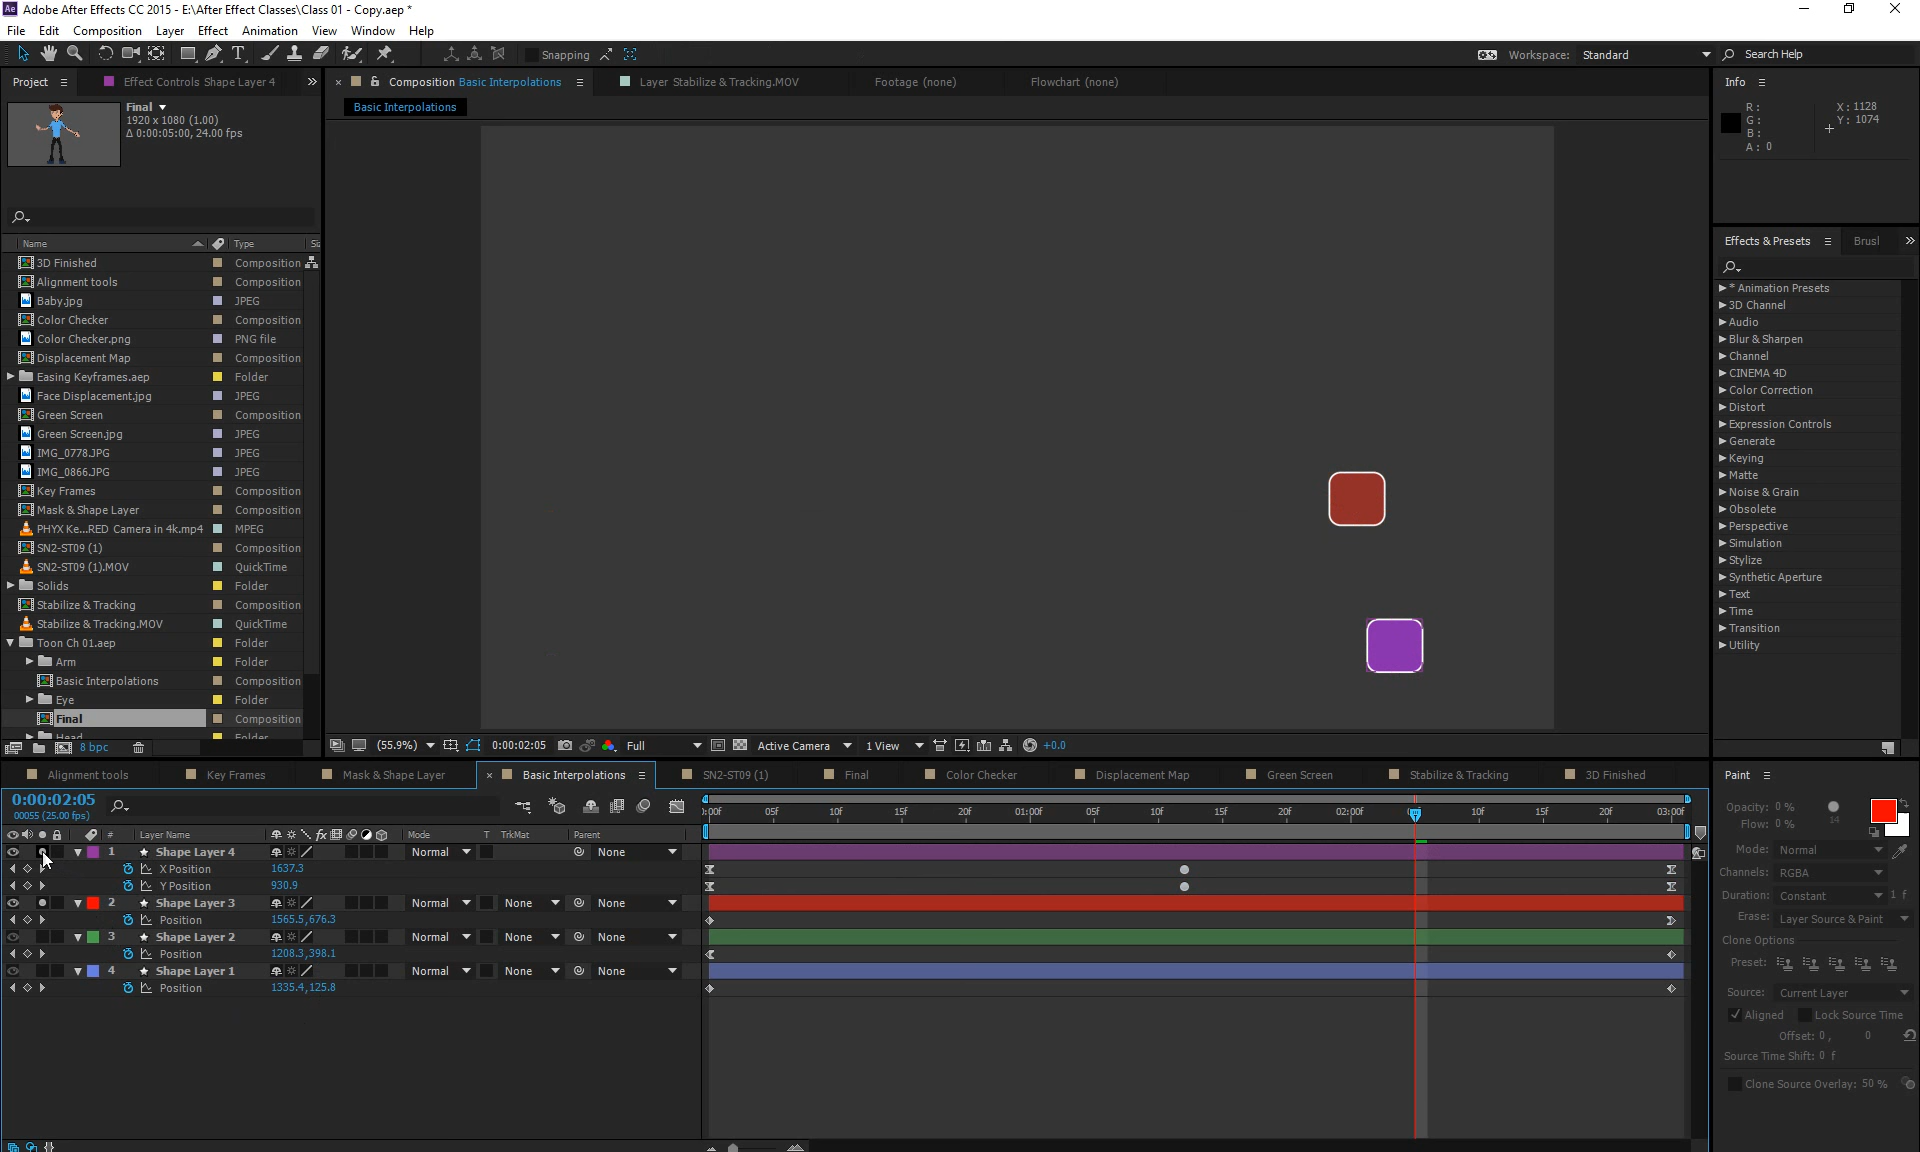 Adobe After Effects CC 2015 - E:\After Effect Classes\Class 01 - Copy.aep *
File Edit Composition Layer Effect Animation View Window Help
Snapping
Workspace: Standard
Search Help
Project
Effect Controls Shape Layer 4
Composition Basic Interpolations
Layer Stabilize & Tracking.MOV
Footage (none)
Flowchart (none)
Basic Interpolations
Final
1920 x 1080 (1.00)
Δ 0:00:05:00, 24.00 fps
Info
R:
G:
B:
A: 0
X: 1128
Y: 1074
Name Type
3D Finished Composition
Alignment tools Composition
Baby.jpg JPEG
Color Checker Composition
Color Checker.png PNG file
Displacement Map Composition
Easing Keyframes.aep Folder
Face Displacement.jpg JPEG
Green Screen Composition
Green Screen.jpg JPEG
IMG_0778.JPG JPEG
IMG_0866.JPG JPEG
Key Frames Composition
Mask & Shape Layer Composition
PHYX Ke...RED Camera in 4k.mp4 MPEG
SN2-ST09 (1) Composition
SN2-ST09 (1).MOV QuickTime
Solids Folder
Stabilize & Tracking Composition
Stabilize & Tracking.MOV QuickTime
Toon Ch 01.aep Folder
Arm Folder
Basic Interpolations Composition
Eye Folder
Final Composition
Head Folder
8 bpc
Effects & Presets
Brusl
* Animation Presets
3D Channel
Audio
Blur & Sharpen
Channel
CINEMA 4D
Color Correction
Distort
Expression Controls
Generate
Keying
Matte
Noise & Grain
Obsolete
Perspective
Simulation
Stylize
Synthetic Aperture
Text
Time
Transition
Utility
(55.9%) 0:00:02:05 Full Active Camera 1 View +0.0
Alignment tools
Key Frames
Mask & Shape Layer
Basic Interpolations
SN2-ST09 (1)
Final
Color Checker
Displacement Map
Green Screen
Stabilize & Tracking
3D Finished
0:00:02:05
00055 (25.00 fps)
:00F 05F 10F 15F 20F 01:00F 05F 10F 15F 20F 02:00F 10F 15F 20F 03:00F
# Layer Name Mode T TrkMat Parent
1 Shape Layer 4 Normal None
X Position 1637.3
Y Position 930.9
2 Shape Layer 3 Normal None None
Position 1565.5,676.3
3 Shape Layer 2 Normal None None
Position 1208.3,398.1
4 Shape Layer 1 Normal None None
Position 1335.4,125.8
Paint
Opacity: 0 %
Flow: 0 %
14
Mode: Normal
Channels: RGBA
Duration: Constant 1 f
Erase: Layer Source & Paint
Clone Options
Preset:
Source: Current Layer
Aligned Lock Source Time
Offset: 0, 0
Source Time Shift: 0 f
Clone Source Overlay: 50 %